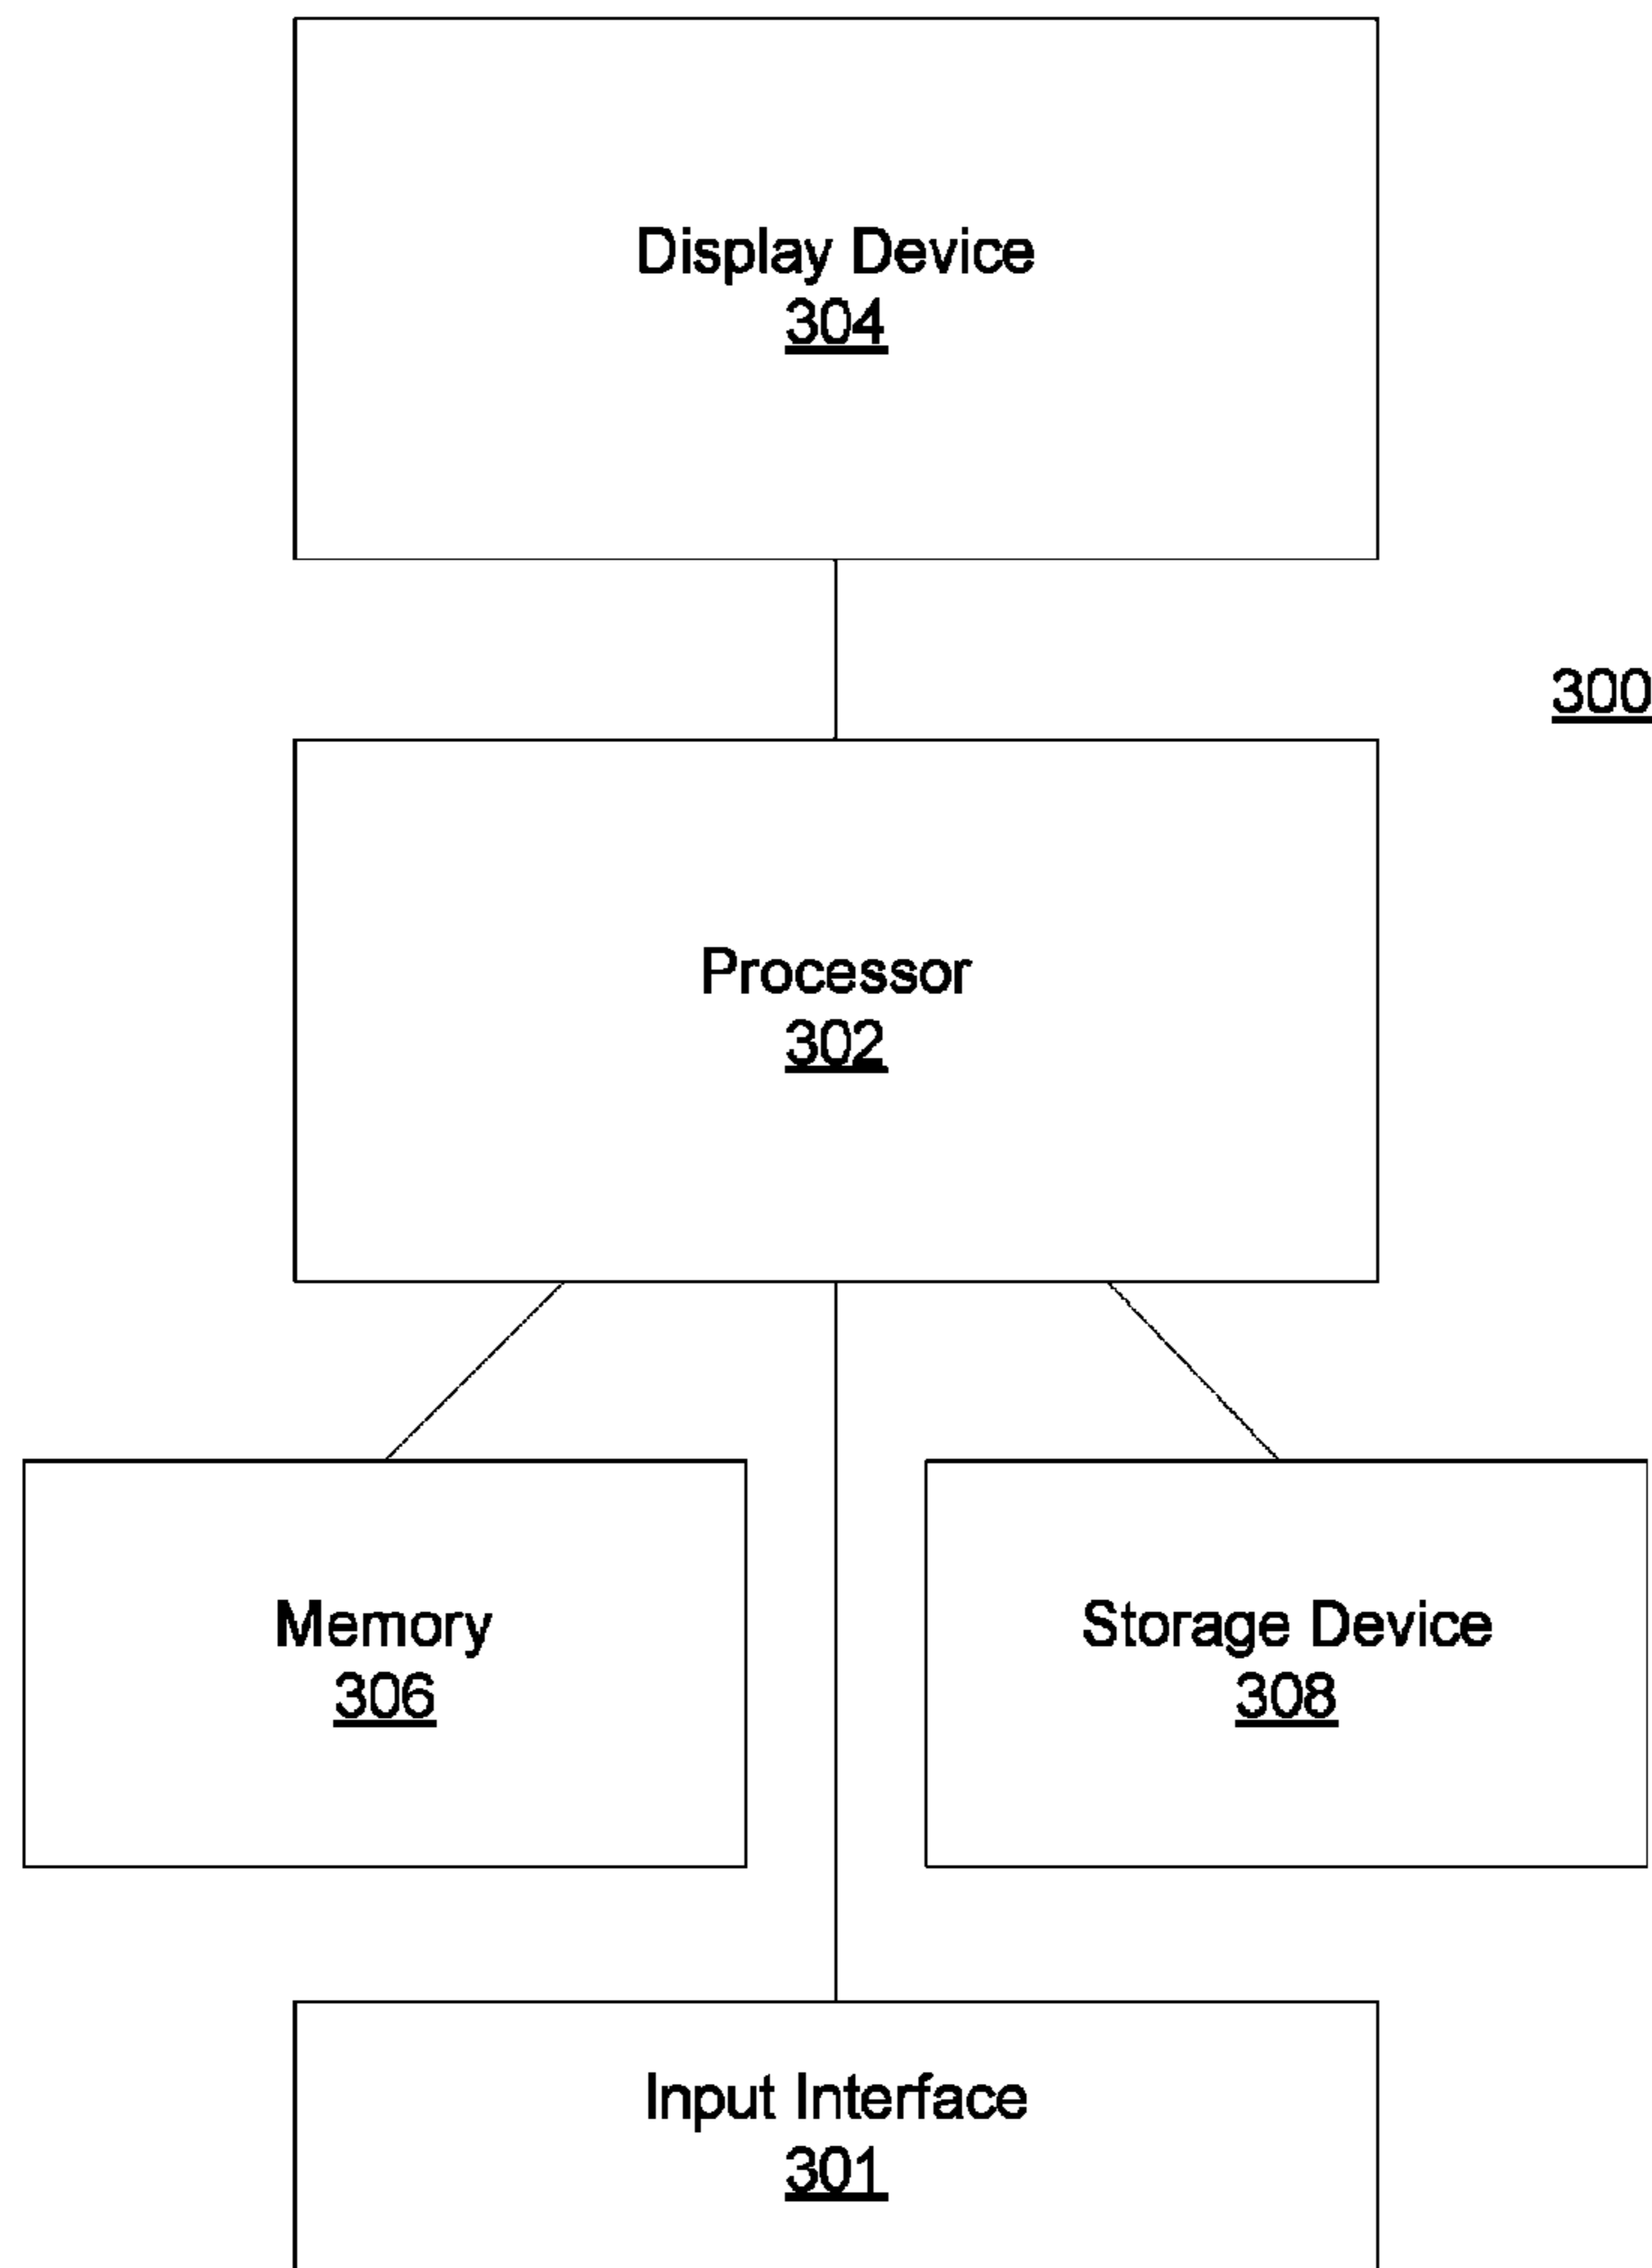 Display Device
304
300
Processor
302
Memory
306
Storage Device
308
Input Interface
301